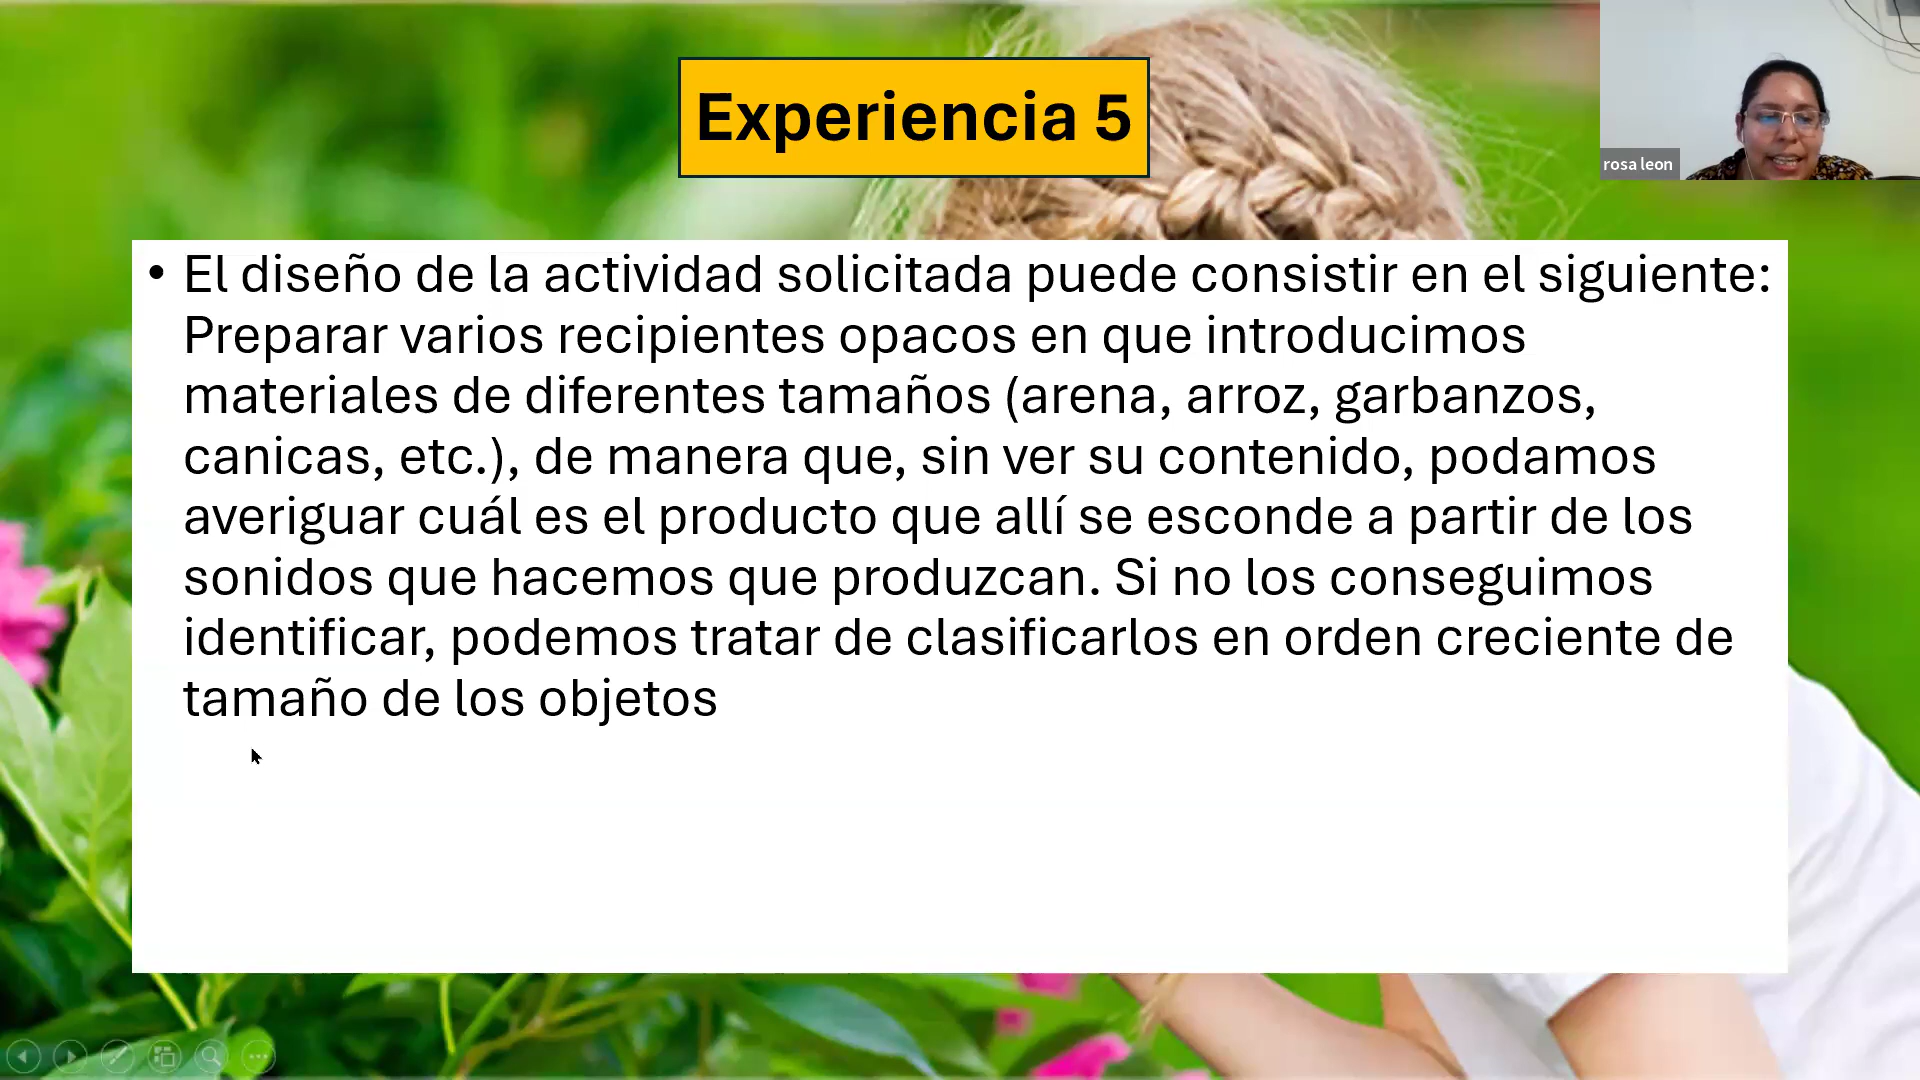 Experiencia 5
rosa leon
• El diseño de la actividad solicitada puede consistir en el siguiente:
Preparar varios recipientes opacos en que introducimos
materiales de diferentes tamaños (arena, arroz, garbanzos,
canicas, etc.), de manera que, sin ver su contenido, podamos
averiguar cuál es el producto que allí se esconde a partir de los
sonidos que hacemos que produzcan. Si no los conseguimos
identificar, podemos tratar de clasificarlos en orden creciente de
tamaño de los objetos